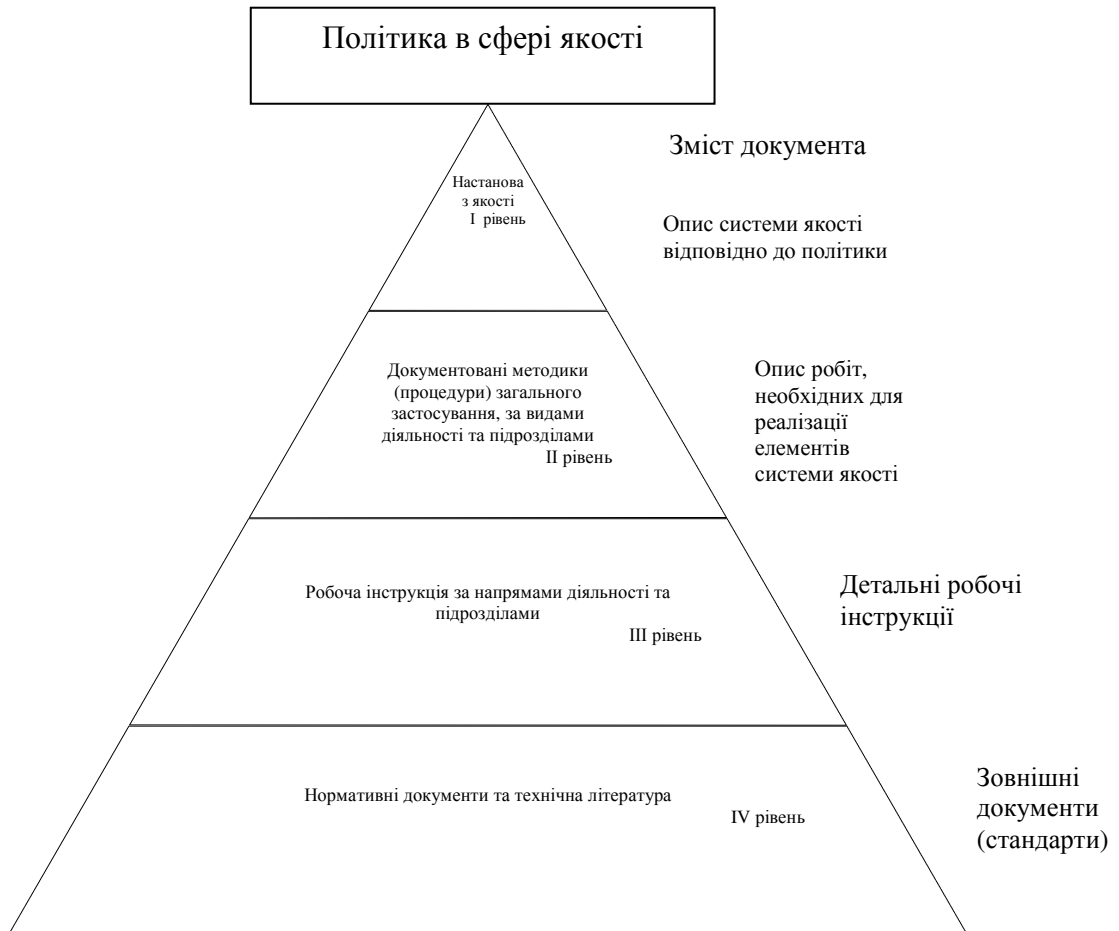 Політика в сфері якості
Зміст документа
Настанова
з якості
I рівень
Опис системи якості
відповідно до політики
Документовані методики
(процедури) загального
застосування, за видами
діяльності та підрозділами
II рівень
Опис робіт,
необхідних для
реалізації
елементів
системи якості
Робоча інструкція за напрямами діяльності та
підрозділами
III рівень
Детальні робочі
інструкції
Нормативні документи та технічна література
IV рівень
Зовнішні
документи
(стандарти)